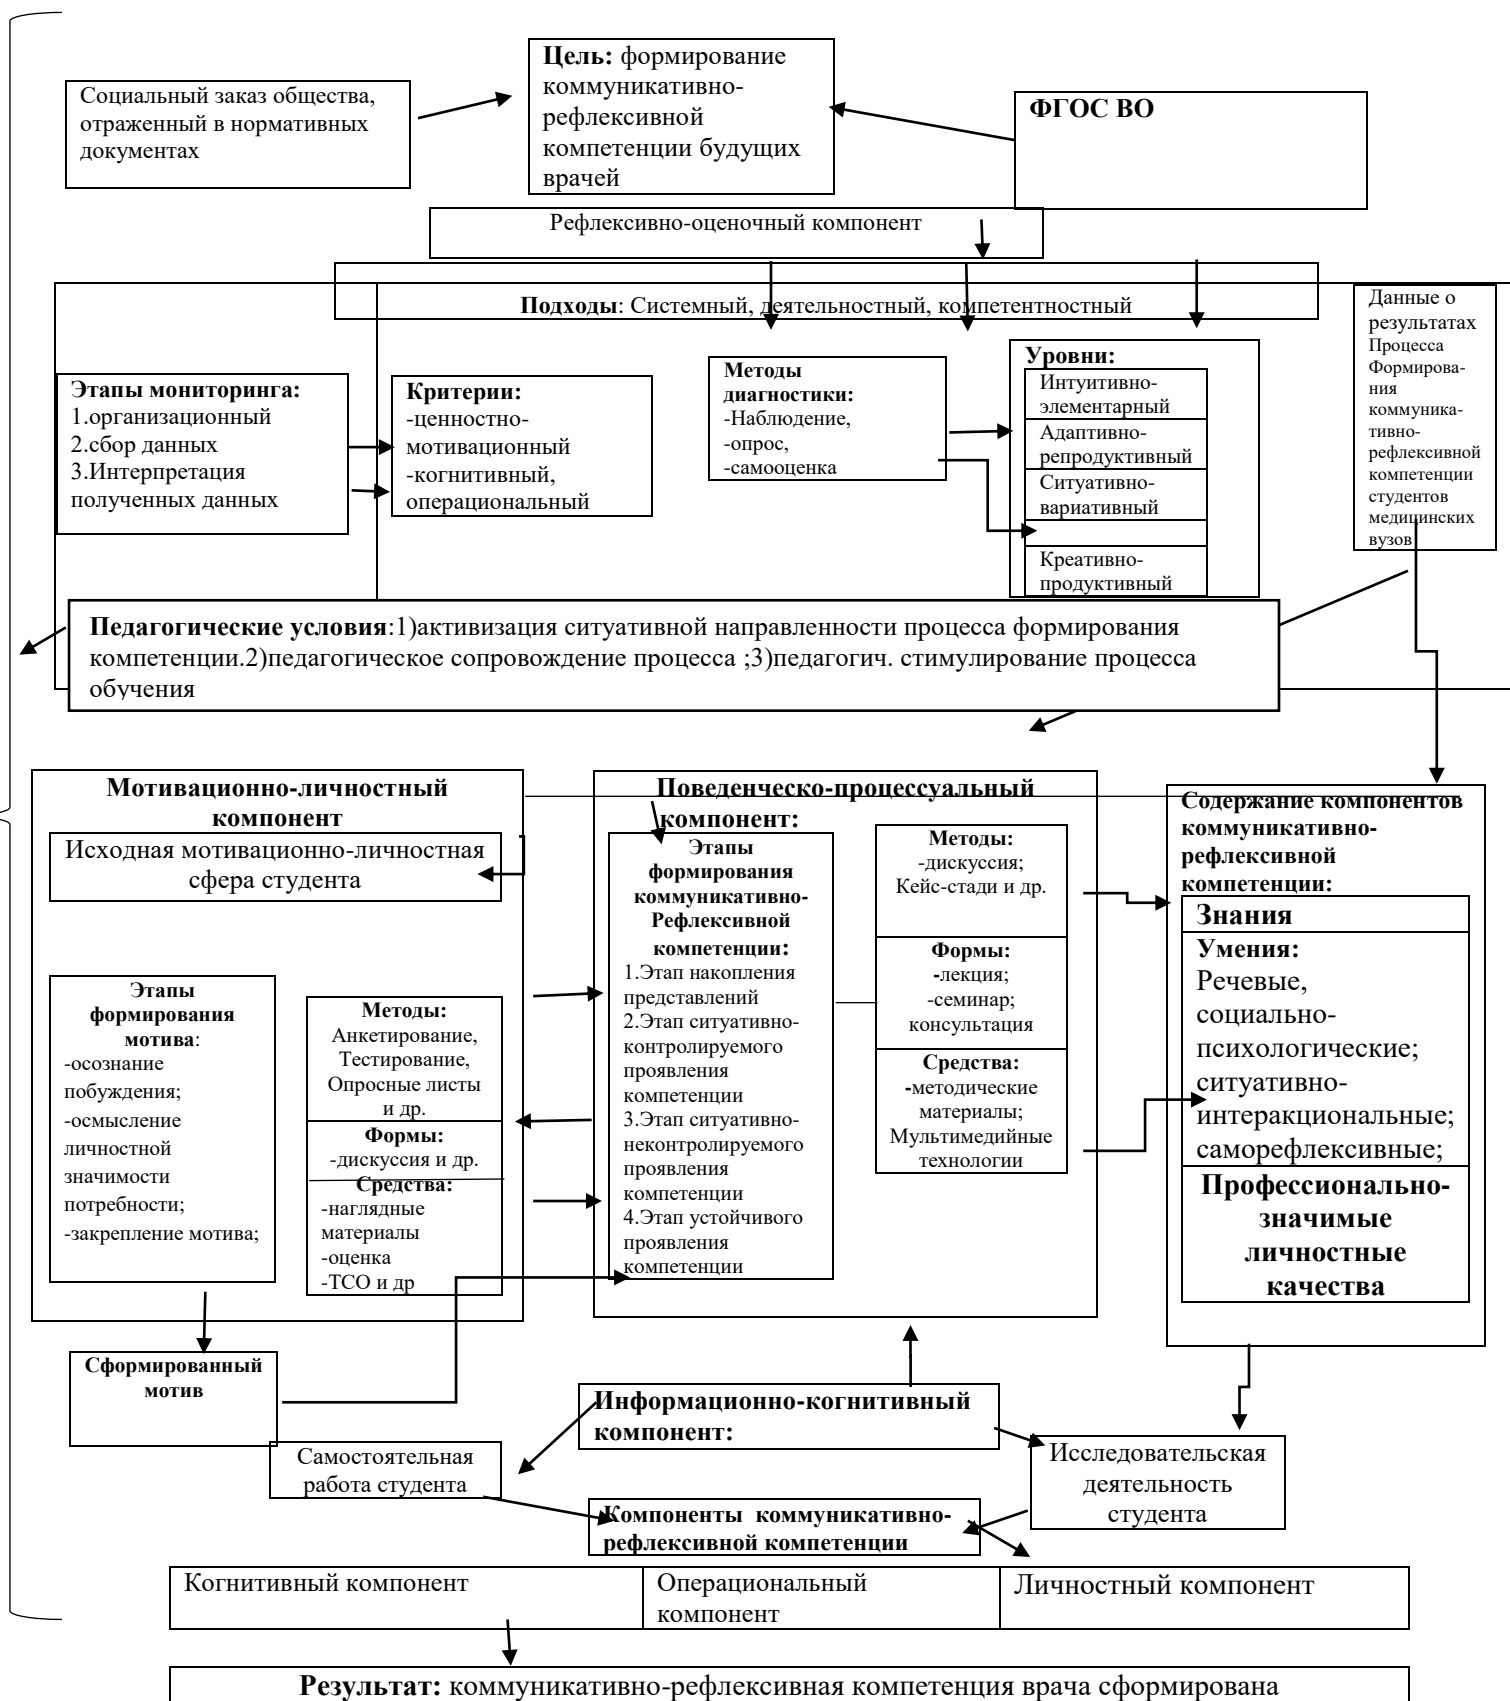 Цель: формирование
коммуникативно-
рефлексивной
компетенции будущих
врачей
Социальный заказ общества,
отраженный в нормативных
документах
ФГОС ВО
Рефлексивно-оценочный компонент
Подходы: Системный, деятельностный, компетентностный
Этапы мониторинга:
1.организационный
2.сбор данных
3.Интерпретация
полученных данных
Критерии:
-ценностно-
мотивационный
-когнитивный,
операциональный
Методы
диагностики:
-Наблюдение,
-опрос,
-самооценка
Уровни:
Интуитивно-
элементарный
Адаптивно-
репродуктивный
Ситуативно-
вариативный
Креативно-
продуктивный
Данные о
результатах
Процесса
Формирова-
ния
коммуника-
тивно-
рефлексивной
компетенции
студентов
медицинских
вузов
Педагогические условия:1)активизация ситуативной направленности процесса формирования
компетенции.2)педагогическое сопровождение процесса ;3)педагогич. стимулирование процесса
обучения
Мотивационно-личностный
компонент
Исходная мотивационно-личностная
сфера студента
Этапы
формирования
мотива:
-осознание
побуждения;
-осмысление
личностной
значимости
потребности;
-закрепление мотива;
Методы:
Анкетирование,
Тестирование,
Опросные листы
и др.
Формы:
-дискуссия и др.
Средства:
-наглядные
материалы
-оценка
-ТСО и др
Поведенческо-процессуальный
компонент:
Этапы
формирования
коммуникативно-
Рефлексивной
компетенции:
1.Этап накопления
представлений
2.Этап ситуативно-
контролируемого
проявления
компетенции
3.Этап ситуативно-
неконтролируемого
проявления
компетенции
4.Этап устойчивого
проявления
компетенции
Методы:
-дискуссия;
Кейс-стади и др.
Формы:
-лекция;
-семинар;
консультация
Средства:
-методические
материалы;
Мультимедийные
технологии
Содержание компонентов
коммуникативно-
рефлексивной
компетенции:
Знания
Умения:
Речевые,
социально-
психологические;
ситуативно-
интеракциональные;
саморефлексивные;
Профессионально-
значимые
личностные
качества
Сформированный
мотив
Информационно-когнитивный
компонент:
Самостоятельная
работа студента
Исследовательская
деятельность
студента
Компоненты коммуникативно-
рефлексивной компетенции
Когнитивный компонент
Операциональный
компонент
Личностный компонент
Результат: коммуникативно-рефлексивная компетенция врача сформирована